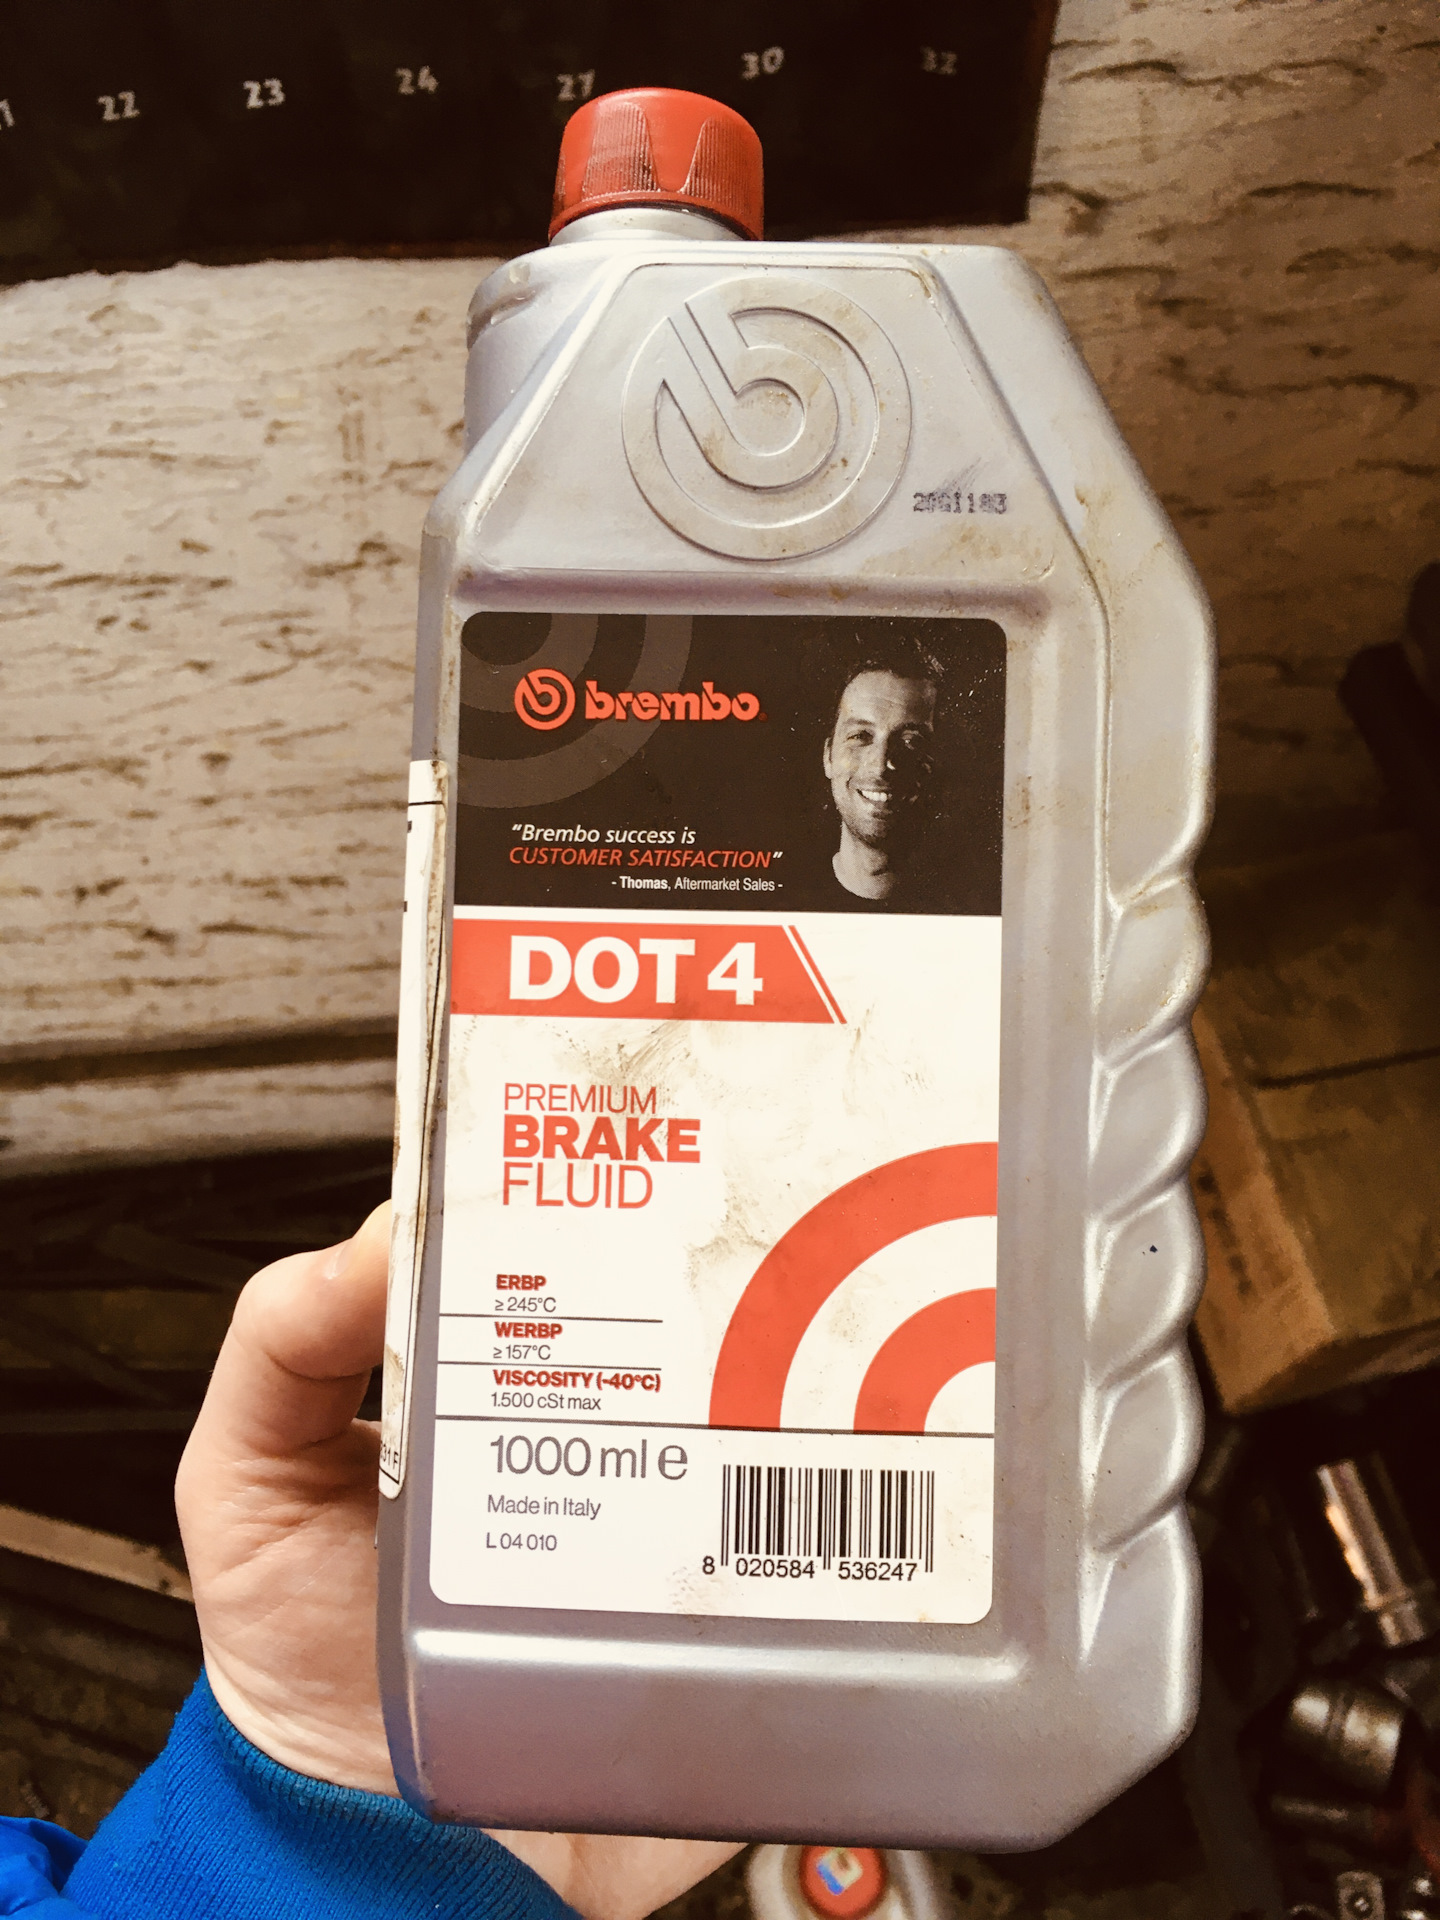 22 23 24 27 30 32
brembo
"Brembo success is
CUSTOMER SATISFACTION"
- Thomas, Aftermarket Sales -
DOT 4
PREMIUM
BRAKE
FLUID
ERBP
≥ 245°C
WERBP
≥ 157°C
VISCOSITY (-40°C)
1.500 cSt max
1000 ml e
Made in Italy
L 04 010
8 020584 536247